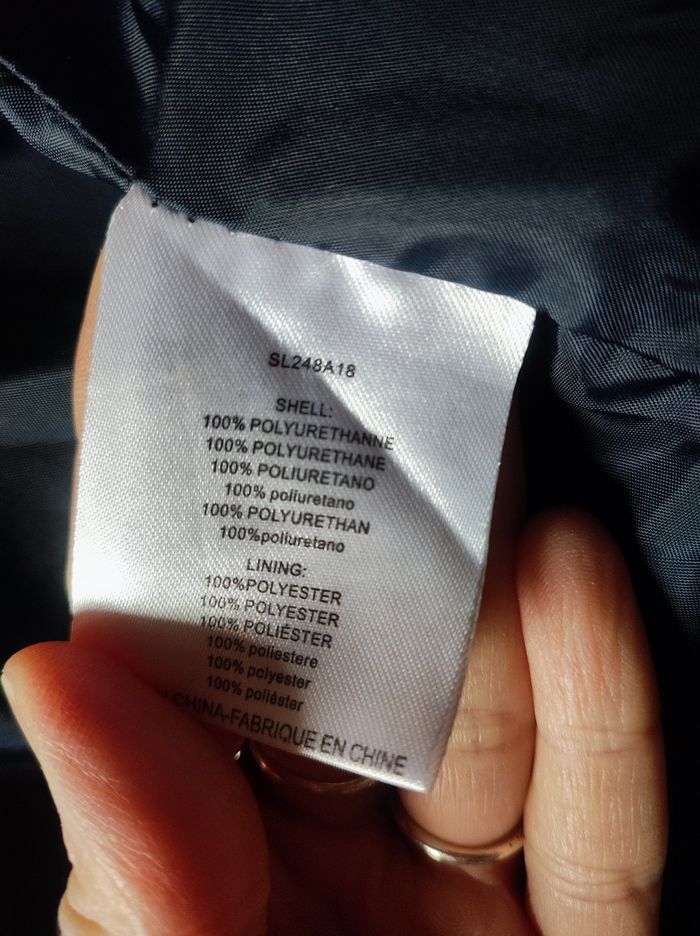 SL248A18
SHELL:
100% POLYURETHANNE
100% POLYURETHANE
100% POLIURETANO
100% poliuretano
100% POLYURETHAN
100%poliuretano
LINING:
100%POLYESTER
100% POLYESTER
100% POLIÉSTER
100% poliestere
100% polyester
100% poliéster
CHINA-FABRIQUE EN CHINE